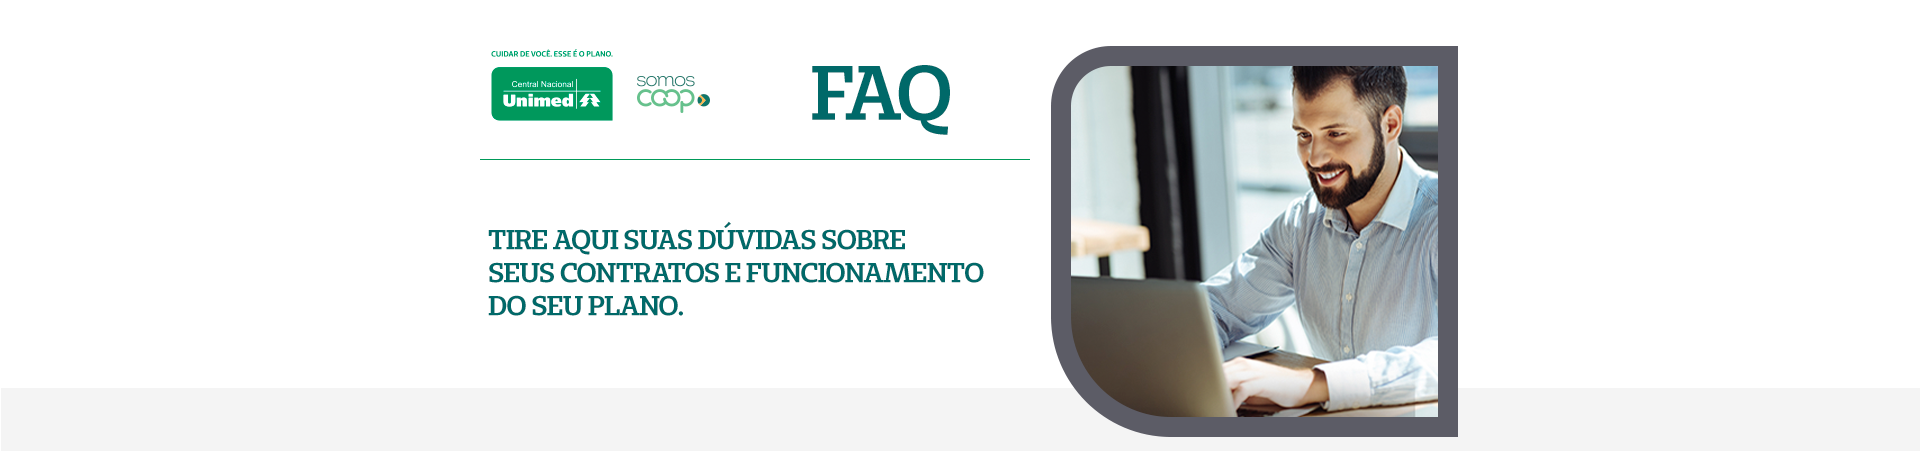 CUIDAR DE VOCÊ. ESSE É O PLANO.
Central Nacional
Unimed
somos
coop
FAQ
TIRE AQUI SUAS DÚVIDAS SOBRE
SEUS CONTRATOS E FUNCIONAMENTO
DO SEU PLANO.